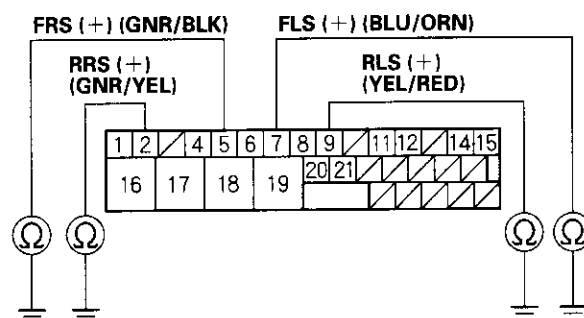 FRS (+) (GNR/BLK)
FLS (+) (BLU/ORN)
RRS (+)
(GNR/YEL)
RLS (+)
(YEL/RED)
1 2 4 5 6 7 8 9 11 12 14 15
16 17 18 19 20 21
Ω Ω Ω Ω